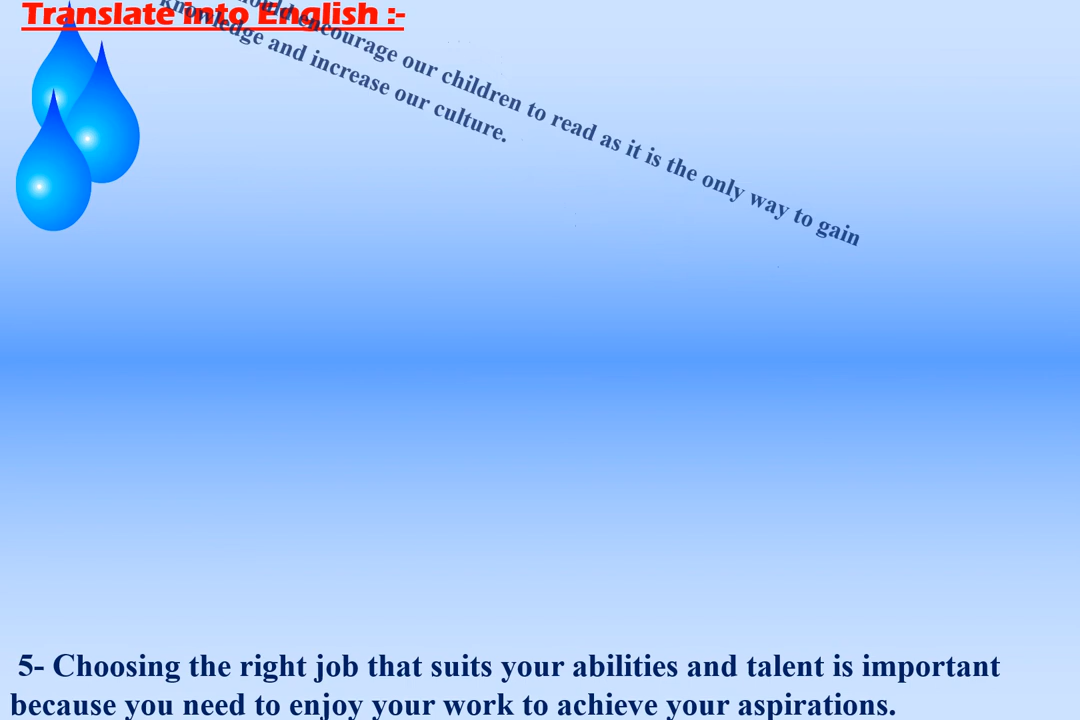 Translate into English :-
should encourage our children to read as it is the only way to gain
knowledge and increase our culture.
5- Choosing the right job that suits your abilities and talent is important
because you need to enjoy your work to achieve your aspirations.